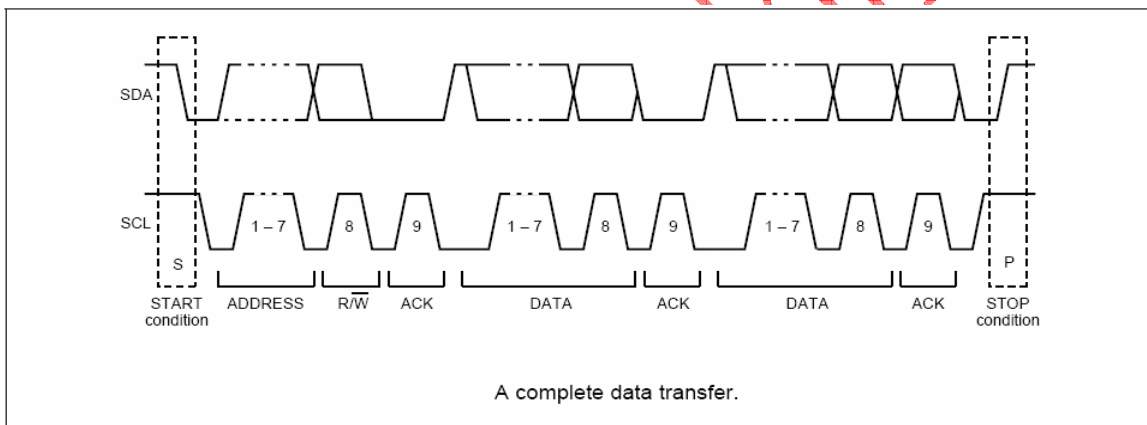 SDA
SCL
1 – 7 8 9 1 – 7 8 9 1 – 7 8 9
S P
START condition ADDRESS R/W̅ ACK DATA ACK DATA ACK STOP condition
A complete data transfer.